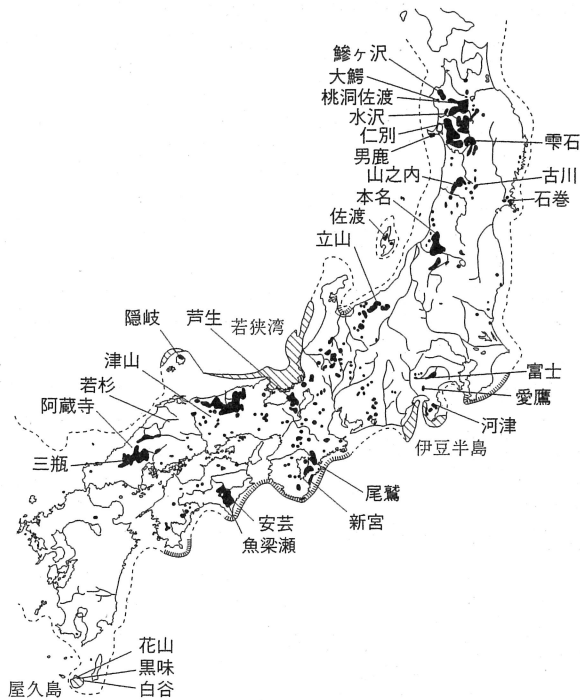 鰺ヶ沢
大鰐
桃洞佐渡
水沢
仁別
男鹿
雫石
山之内
古川
本名
石巻
佐渡
立山
隠岐
芦生
若狭湾
津山
若杉
阿蔵寺
三瓶
富士
愛鷹
河津
伊豆半島
尾鷲
新宮
安芸
魚梁瀬
花山
黒味
白谷
屋久島